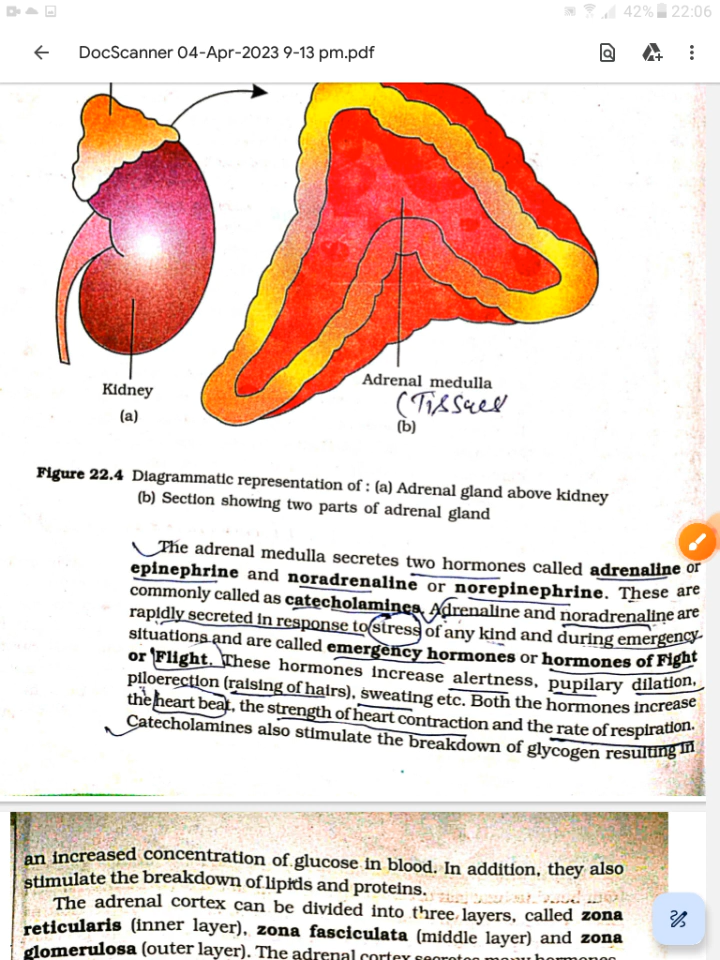 42% 22:06
DocScanner 04-Apr-2023 9-13 pm.pdf
Kidney
(a)
Adrenal medulla
(Tissues
(b)
Figure 22.4 Diagrammatic representation of : (a) Adrenal gland above kidney
(b) Section showing two parts of adrenal gland
The adrenal medulla secretes two hormones called adrenaline or
epinephrine and noradrenaline or norepinephrine. These are
commonly called as catecholamines. Adrenaline and noradrenaline are
rapidly secreted in response to stress of any kind and during emergency
situations and are called emergency hormones or hormones of Fight
or Flight. These hormones increase alertness, pupilary dilation,
piloerection (raising of hairs), sweating etc. Both the hormones increase
the heart beat, the strength of heart contraction and the rate of respiration.
Catecholamines also stimulate the breakdown of glycogen resulting in
an increased concentration of glucose in blood. In addition, they also
stimulate the breakdown of lipids and proteins.
The adrenal cortex can be divided into three layers, called zona
reticularis (inner layer), zona fasciculata (middle layer) and zona
glomerulosa (outer layer). The adrenal cortex secretes many hormones